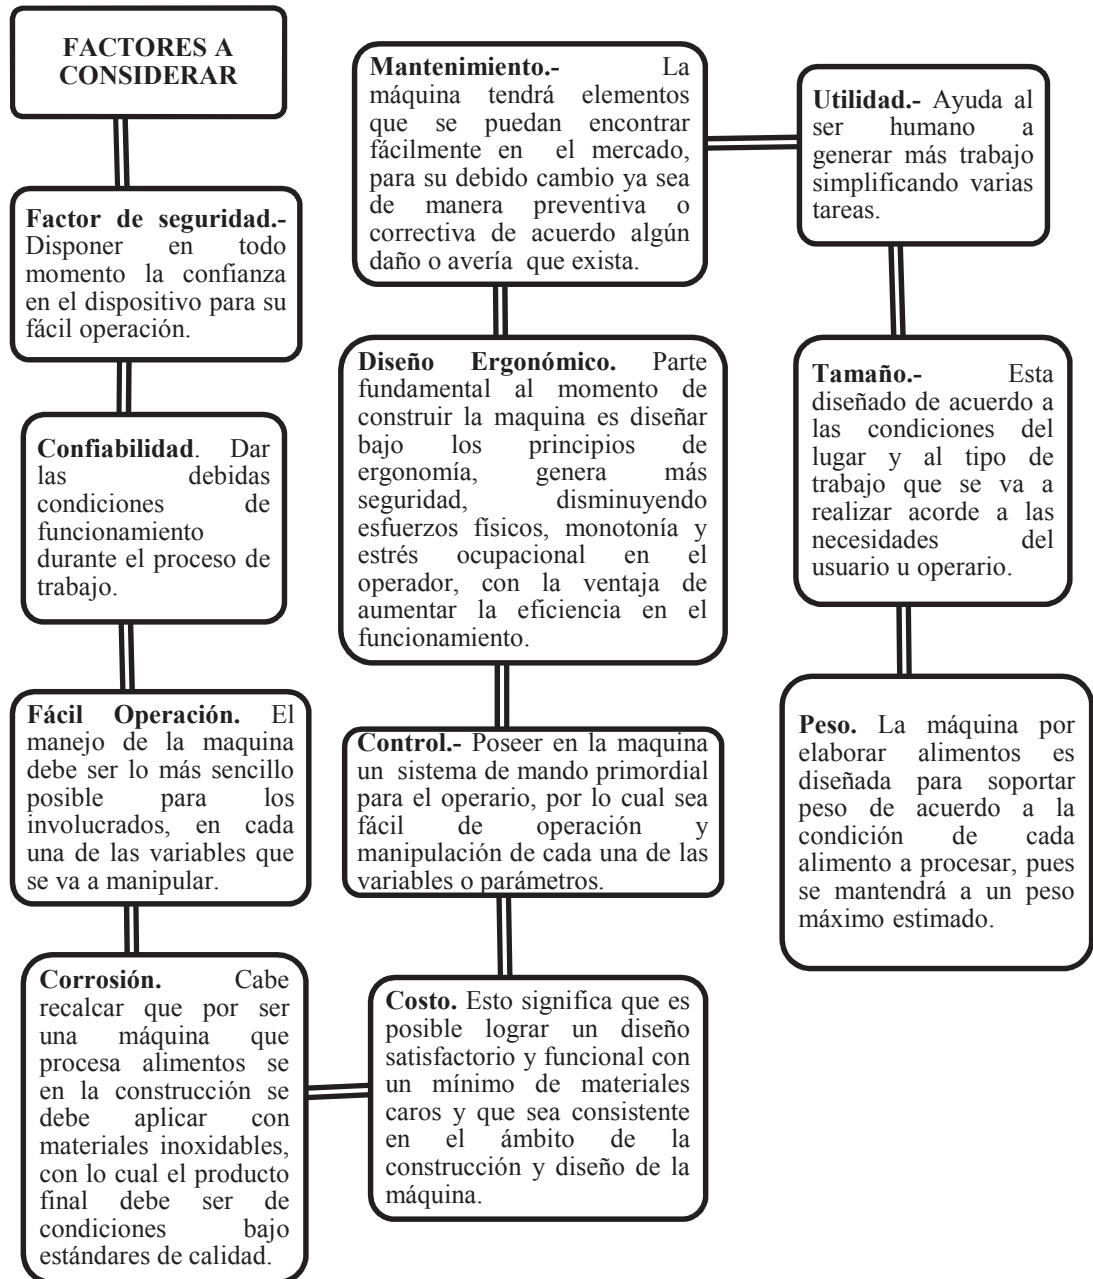 FACTORES A
CONSIDERAR
Factor de seguridad.-
Disponer en todo
momento la confianza
en el dispositivo para su
fácil operación.
Confiabilidad. Dar
las debidas
condiciones de
funcionamiento
durante el proceso de
trabajo.
Fácil Operación. El
manejo de la maquina
debe ser lo más sencillo
posible para los
involucrados, en cada
una de las variables que
se va a manipular.
Corrosión. Cabe
recalcar que por ser
una máquina que
procesa alimentos se
en la construcción se
debe aplicar con
materiales inoxidables,
con lo cual el producto
final debe ser de
condiciones bajo
estándares de calidad.
Costo. Esto significa que es
posible lograr un diseño
satisfactorio y funcional con
un mínimo de materiales
caros y que sea consistente
en el ámbito de la
construcción y diseño de la
máquina.
Control.- Poseer en la maquina
un sistema de mando primordial
para el operario, por lo cual sea
fácil de operación y
manipulación de cada una de las
variables o parámetros.
Diseño Ergonómico. Parte
fundamental al momento de
construir la maquina es diseñar
bajo los principios de
ergonomía, genera más
seguridad, disminuyendo
esfuerzos físicos, monotonía y
estrés ocupacional en el
operador, con la ventaja de
aumentar la eficiencia en el
funcionamiento.
Mantenimiento.- La
máquina tendrá elementos
que se puedan encontrar
fácilmente en el mercado,
para su debido cambio ya sea
de manera preventiva o
correctiva de acuerdo algún
daño o avería que exista.
Utilidad.- Ayuda al
ser humano a
generar más trabajo
simplificando varias
tareas.
Tamaño.- Esta
diseñado de acuerdo a
las condiciones del
lugar y al tipo de
trabajo que se va a
realizar acorde a las
necesidades del
usuario u operario.
Peso. La máquina por
elaborar alimentos es
diseñada para soportar
peso de acuerdo a la
condición de cada
alimento a procesar, pues
se mantendrá a un peso
máximo estimado.